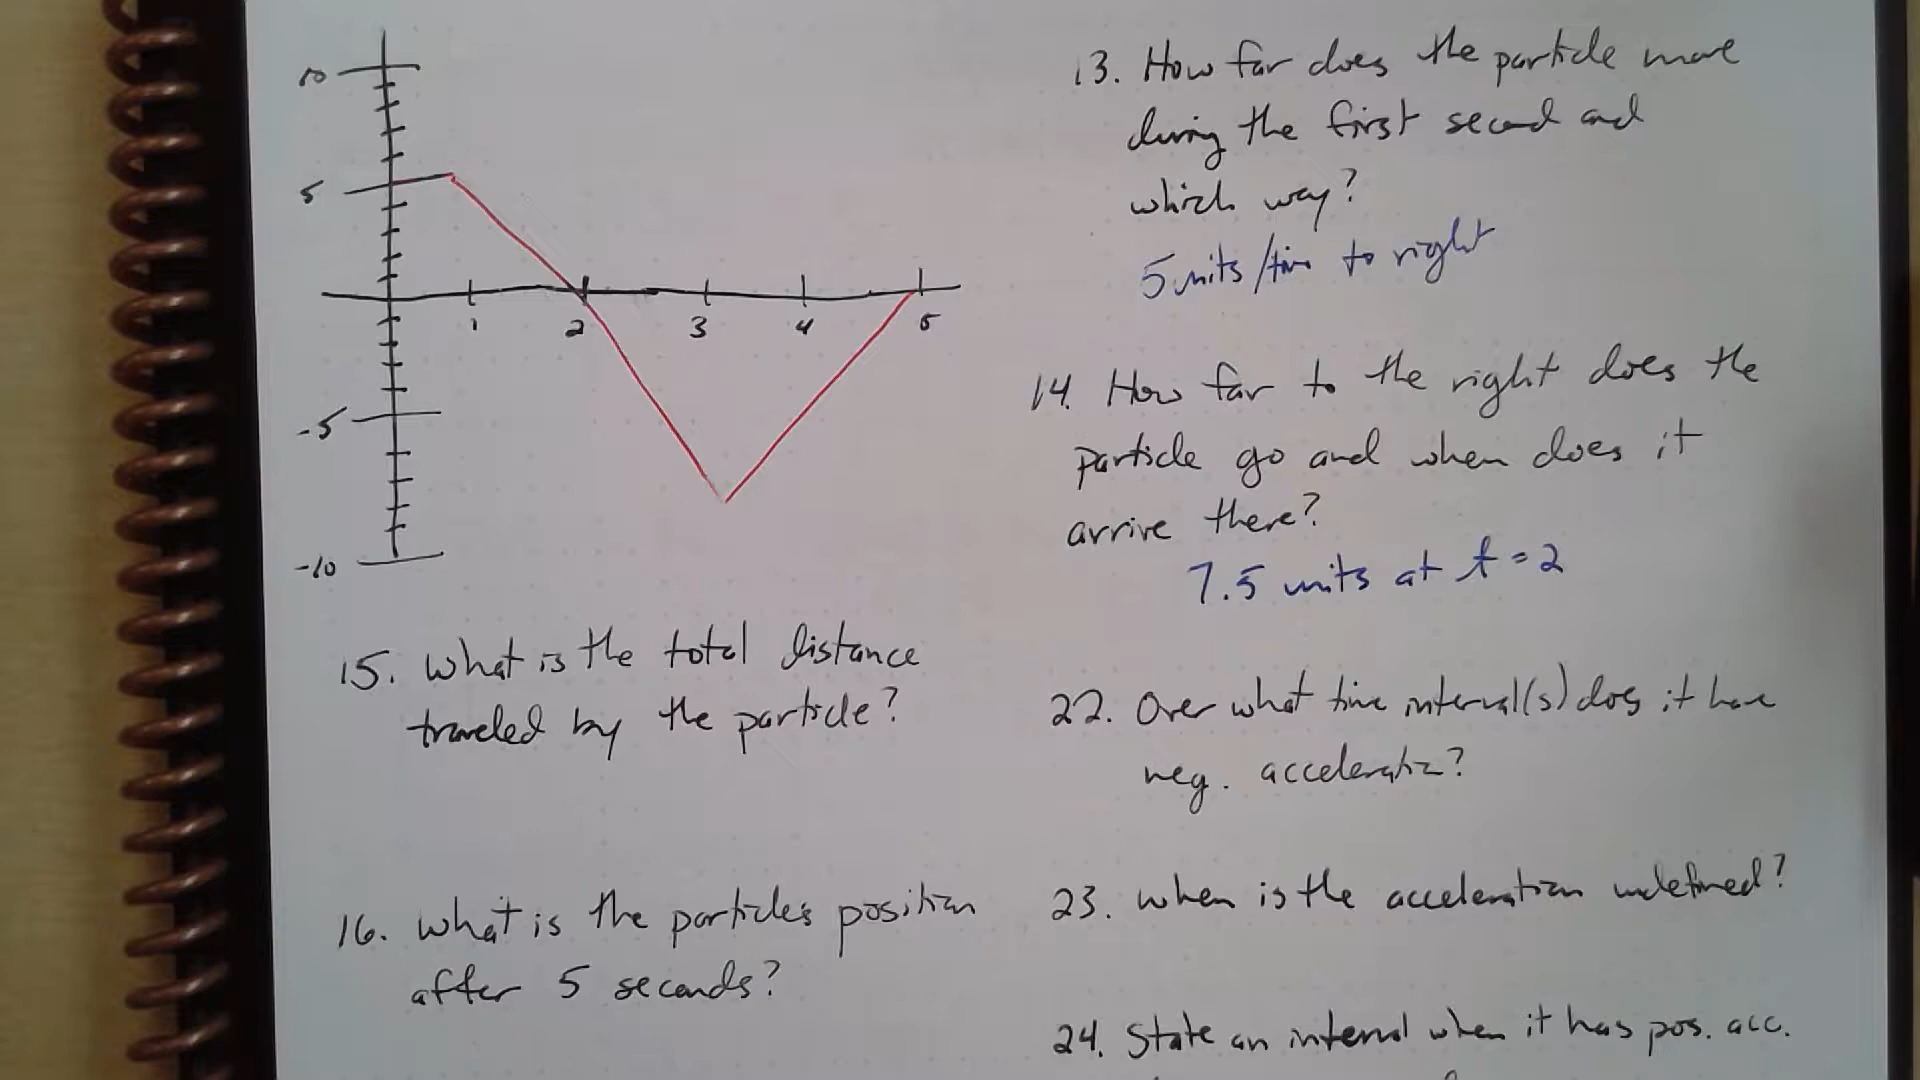 10
5
1 2 3 4 5
-5
-10
13. How far does the particle move
during the first second and
which way?
5 units/time to right
14. How far to the right does the
particle go and when does it
arrive there?
7.5 units at t = 2
15. What is the total distance
traveled by the particle?
16. What is the particle's position
after 5 seconds?
22. Over what time interval(s) does it have
neg. acceleration?
23. When is the acceleration undefined?
24. State an interval when it has pos. acc.